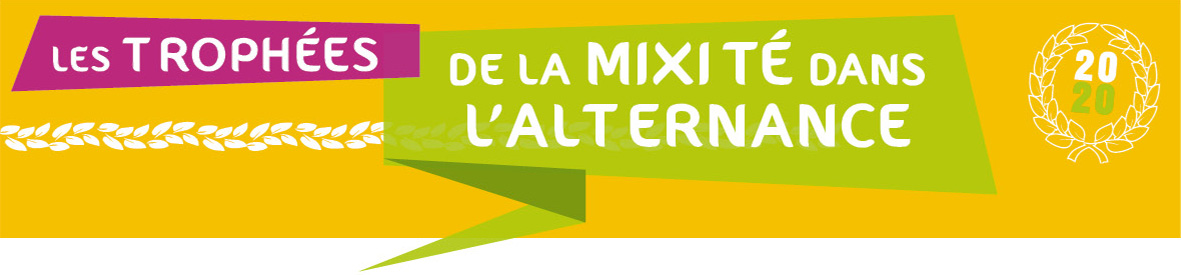 LES TROPHÉES
DE LA MIXITÉ DANS
L'ALTERNANCE
20
20